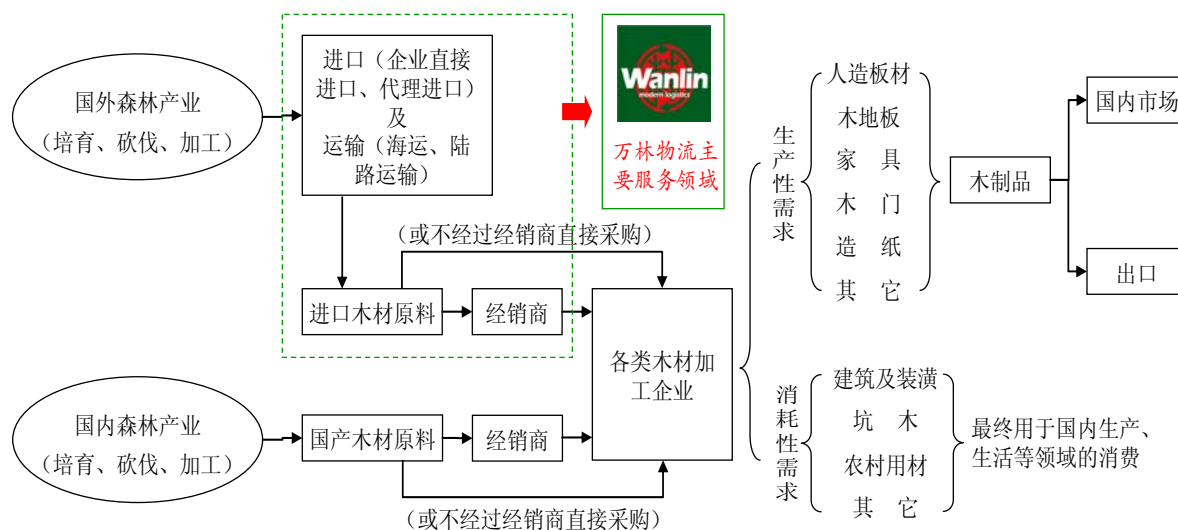 国外森林产业
（培育、砍伐、加工）
进口（企业直接
进口、代理进口）
及
运输（海运、陆
路运输）
Wanlin
modern logistics
万林物流主
要服务领域
（或不经过经销商直接采购）
进口木材原料
经销商
国内森林产业
（培育、砍伐、加工）
国产木材原料
经销商
（或不经过经销商直接采购）
各类木材加
工企业
生产性需求
人造板材
木地板
家 具
木 门
造 纸
其 它
木制品
国内市场
出口
消耗性需求
建筑及装潢
坑 木
农村用材
其 它
最终用于国内生产、
生活等领域的消费